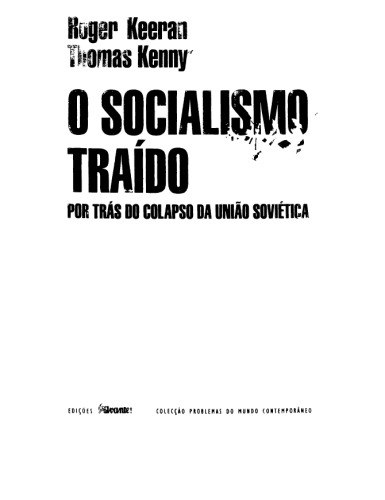 Roger Keeran
Thomas Kenny
O SOCIALISMO
TRAÍDO
POR TRÁS DO COLAPSO DA UNIÃO SOVIÉTICA
EDIÇÕES Avante! COLECÇÃO PROBLEMAS DO MUNDO CONTEMPORÂNEO